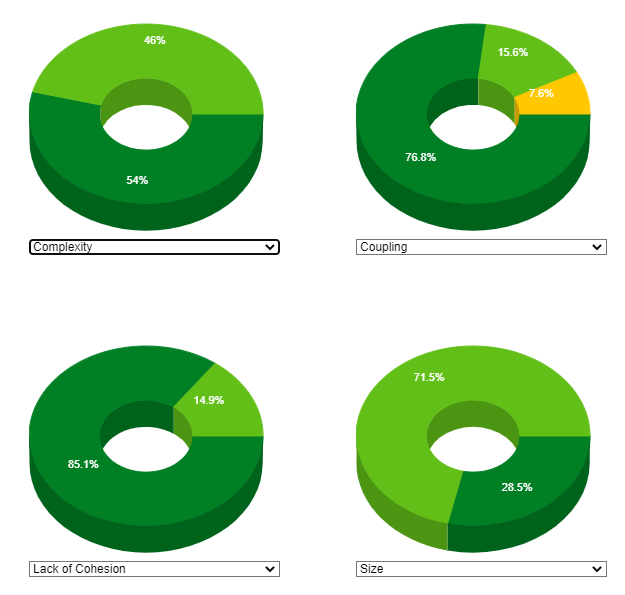 46%
54%
Complexity
15.6%
7.6%
76.8%
Coupling
14.9%
85.1%
Lack of Cohesion
71.5%
28.5%
Size